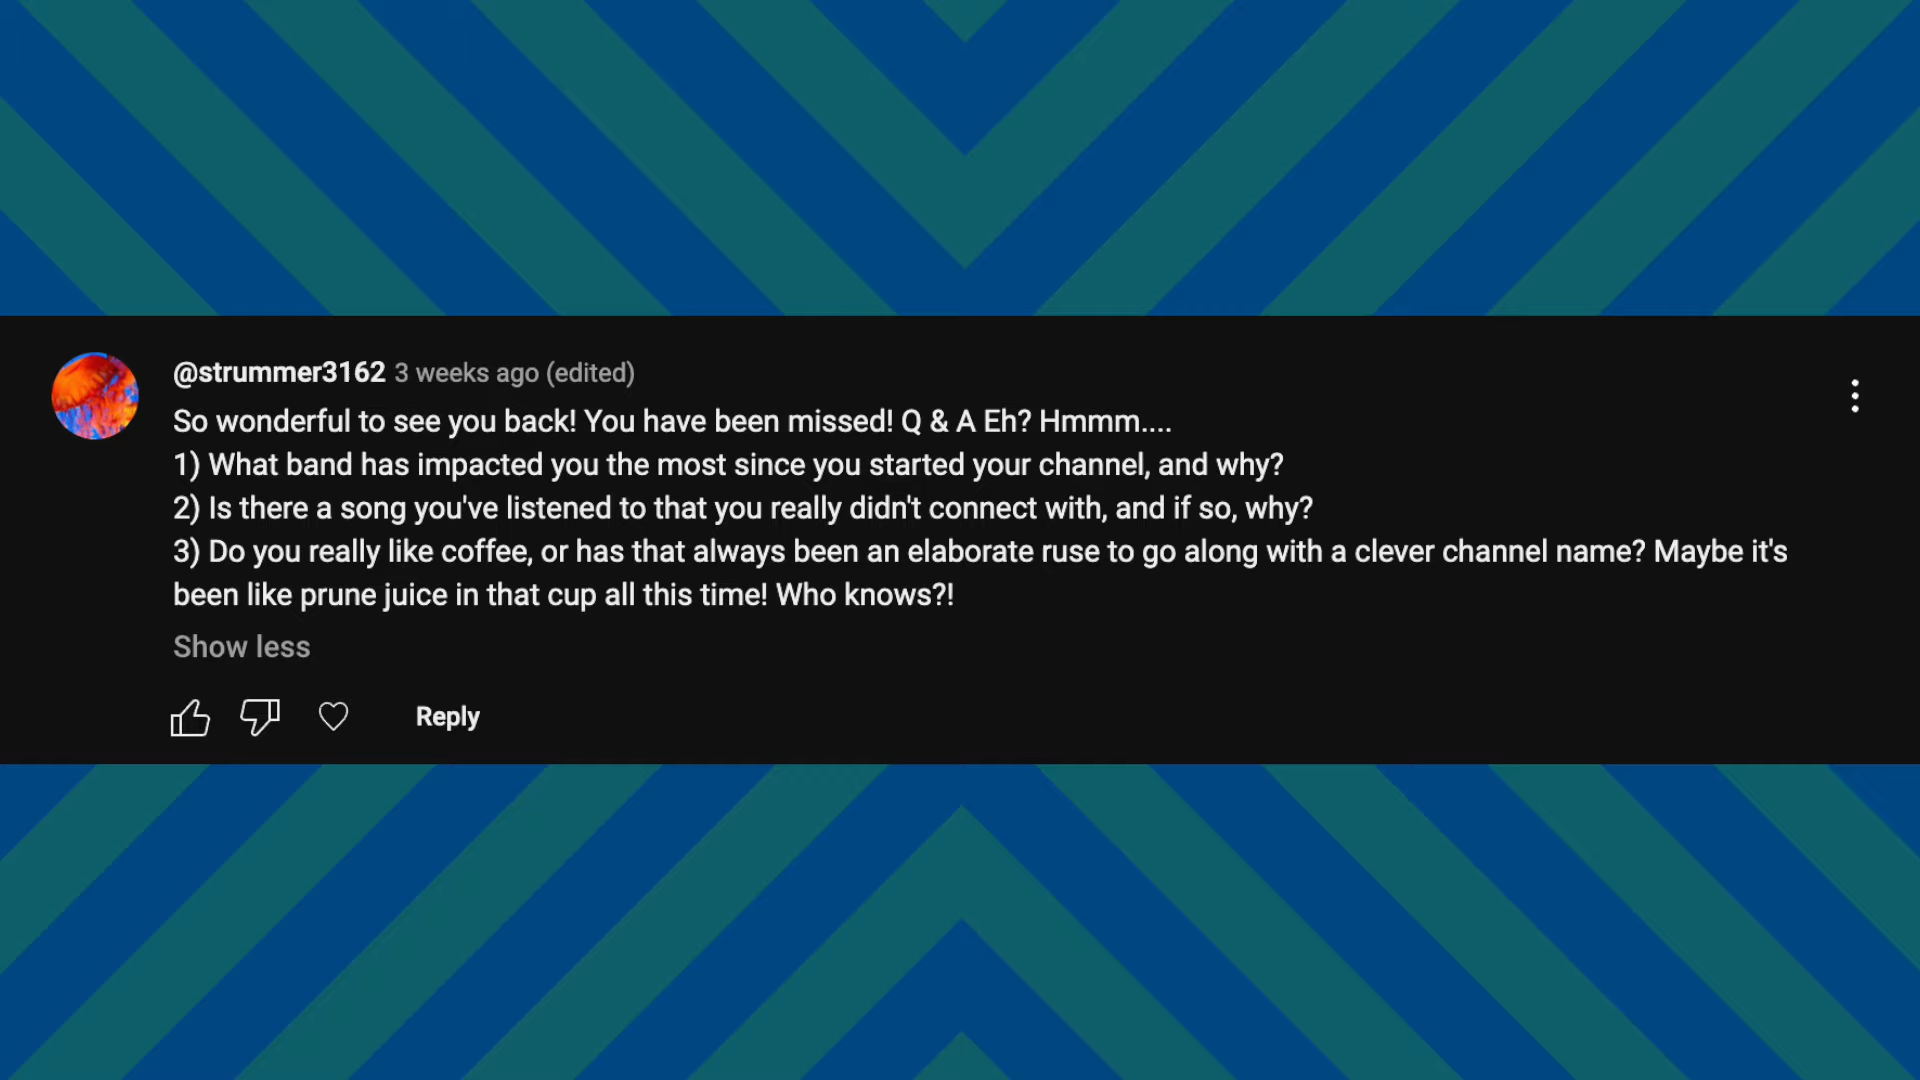 @strummer3162 3 weeks ago (edited)
So wonderful to see you back! You have been missed! Q & A Eh? Hmmm....
1) What band has impacted you the most since you started your channel, and why?
2) Is there a song you've listened to that you really didn't connect with, and if so, why?
3) Do you really like coffee, or has that always been an elaborate ruse to go along with a clever channel name? Maybe it's
been like prune juice in that cup all this time! Who knows?!
Show less
Reply